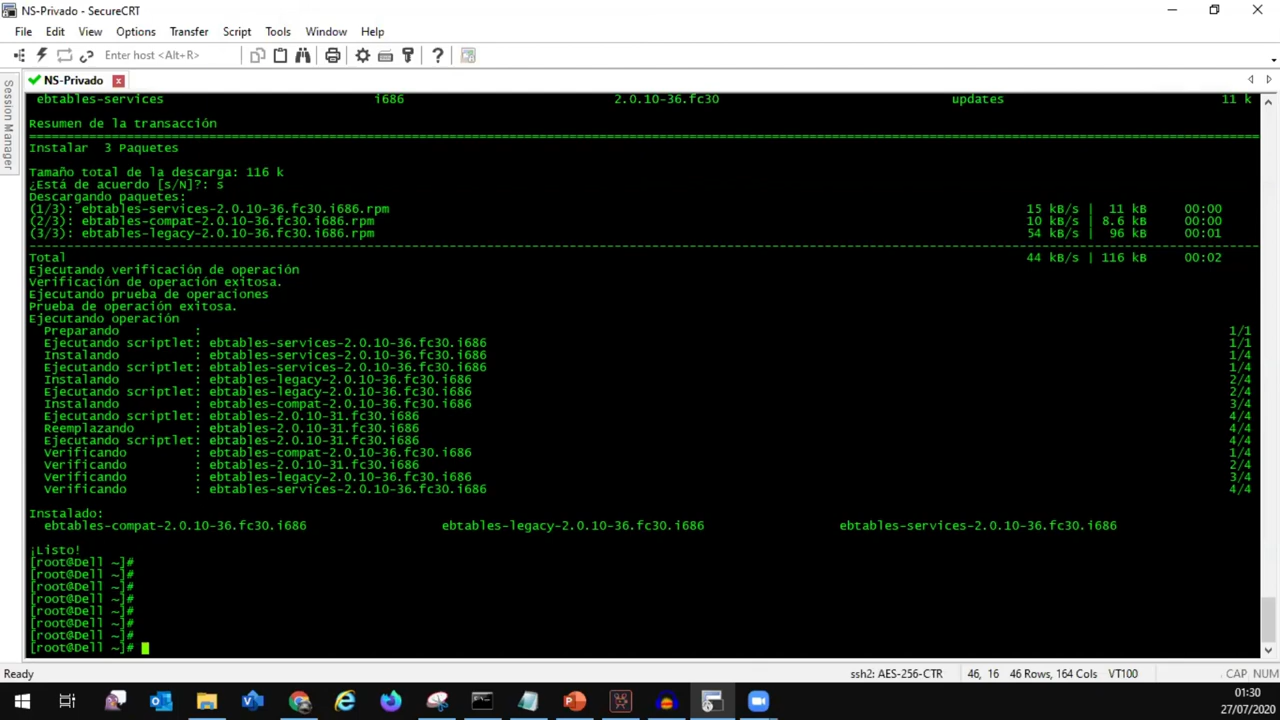 NS-Privado - SecureCRT
File Edit View Options Transfer Script Tools Window Help
Enter host <Alt+R>
Session Manager
NS-Privado
ebtables-services i686 2.0.10-36.fc30 updates 11 k
Resumen de la transacción
Instalar 3 Paquetes
Tamaño total de la descarga: 116 k
¿Está de acuerdo [s/N]?: s
Descargando paquetes:
(1/3): ebtables-services-2.0.10-36.fc30.i686.rpm 15 kB/s | 11 kB 00:00
(2/3): ebtables-compat-2.0.10-36.fc30.i686.rpm 10 kB/s | 8.6 kB 00:00
(3/3): ebtables-legacy-2.0.10-36.fc30.i686.rpm 54 kB/s | 96 kB 00:01
Total 44 kB/s | 116 kB 00:02
Ejecutando verificación de operación
Verificación de operación exitosa.
Ejecutando prueba de operaciones
Prueba de operación exitosa.
Ejecutando operación
Preparando : 1/1
Ejecutando scriptlet: ebtables-services-2.0.10-36.fc30.i686 1/1
Instalando : ebtables-services-2.0.10-36.fc30.i686 1/4
Ejecutando scriptlet: ebtables-services-2.0.10-36.fc30.i686 1/4
Instalando : ebtables-legacy-2.0.10-36.fc30.i686 2/4
Ejecutando scriptlet: ebtables-legacy-2.0.10-36.fc30.i686 2/4
Instalando : ebtables-compat-2.0.10-36.fc30.i686 3/4
Ejecutando scriptlet: ebtables-2.0.10-31.fc30.i686 4/4
Reemplazando : ebtables-2.0.10-31.fc30.i686 4/4
Ejecutando scriptlet: ebtables-2.0.10-31.fc30.i686 4/4
Verificando : ebtables-compat-2.0.10-36.fc30.i686 1/4
Verificando : ebtables-2.0.10-31.fc30.i686 2/4
Verificando : ebtables-legacy-2.0.10-36.fc30.i686 3/4
Verificando : ebtables-services-2.0.10-36.fc30.i686 4/4
Instalado:
ebtables-compat-2.0.10-36.fc30.i686 ebtables-legacy-2.0.10-36.fc30.i686 ebtables-services-2.0.10-36.fc30.i686
¡Listo!
[root@Dell ~]#
[root@Dell ~]#
[root@Dell ~]#
[root@Dell ~]#
[root@Dell ~]#
[root@Dell ~]#
[root@Dell ~]#
[root@Dell ~]#
Ready ssh2: AES-256-CTR 46, 16 46 Rows, 164 Cols VT100 CAP NUM
01:30
27/07/2020